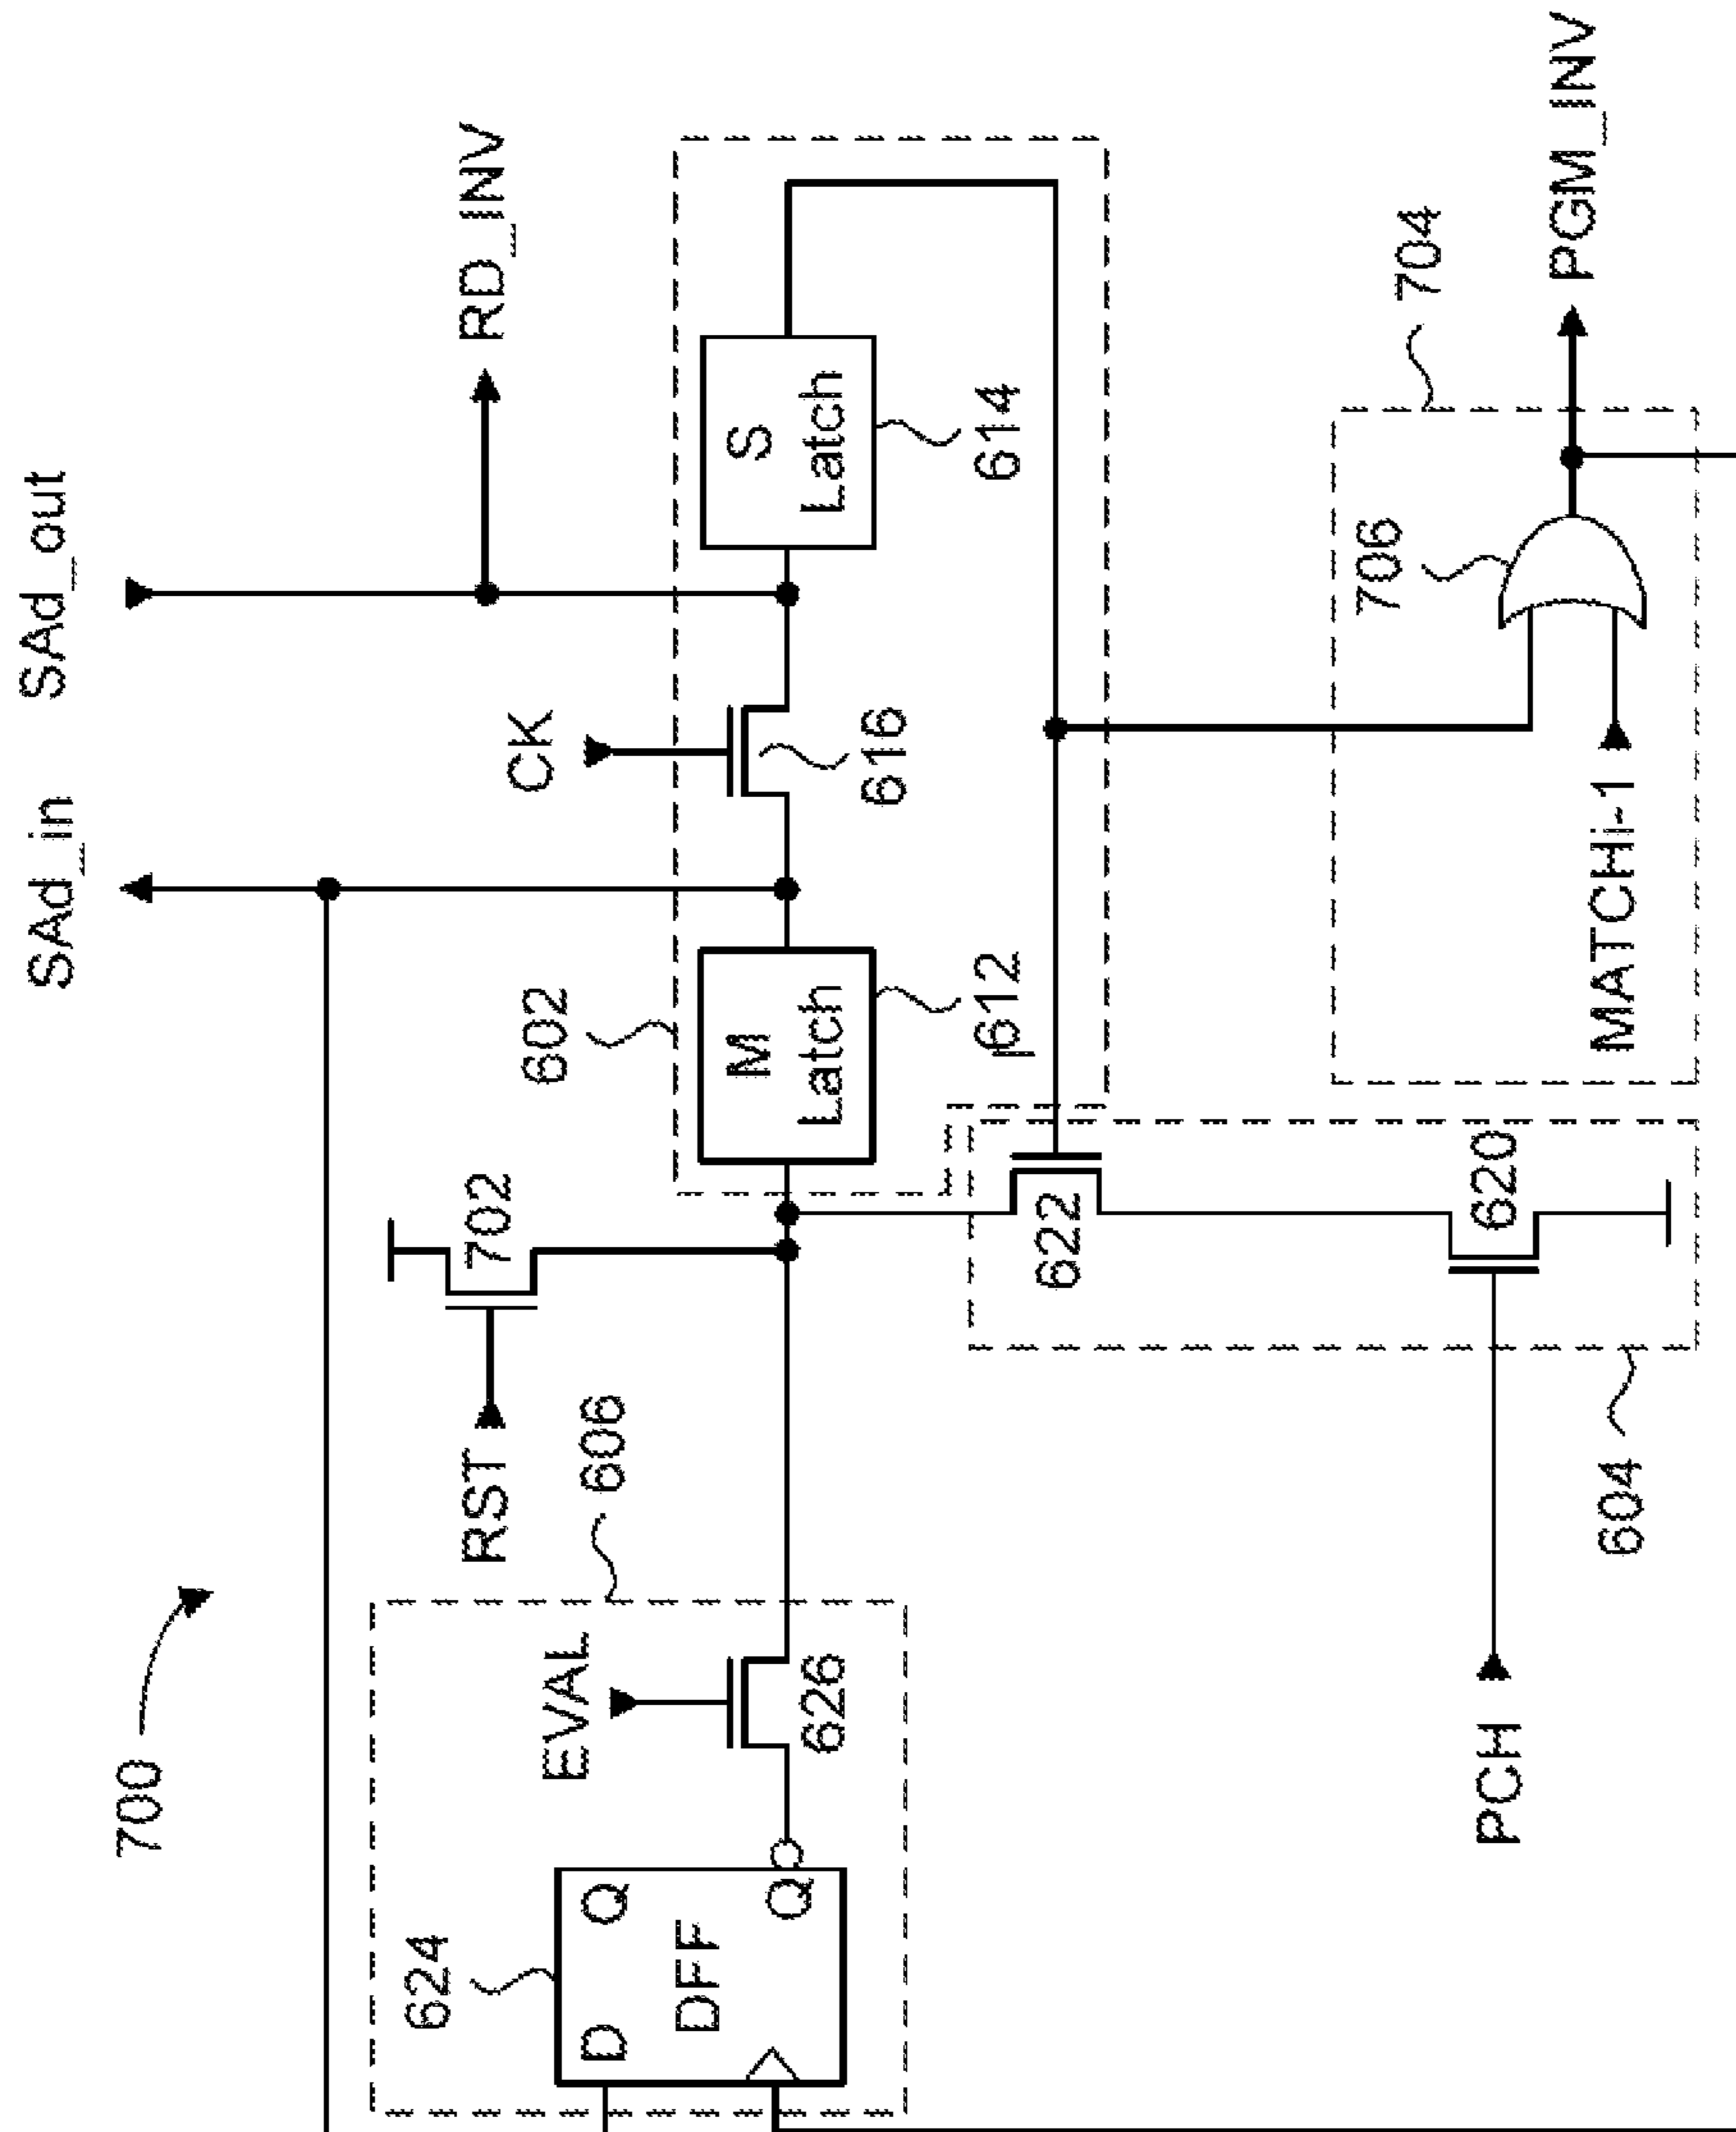 700
SAd_in
SAd_out
RST
702
CK
RD_INV
602
606
EVAL
624
D
Q
DFF
Q
626
M
Latch
612
616
S
Latch
614
622
620
604
PCH
704
706
MATCHi-1
PGM_INV